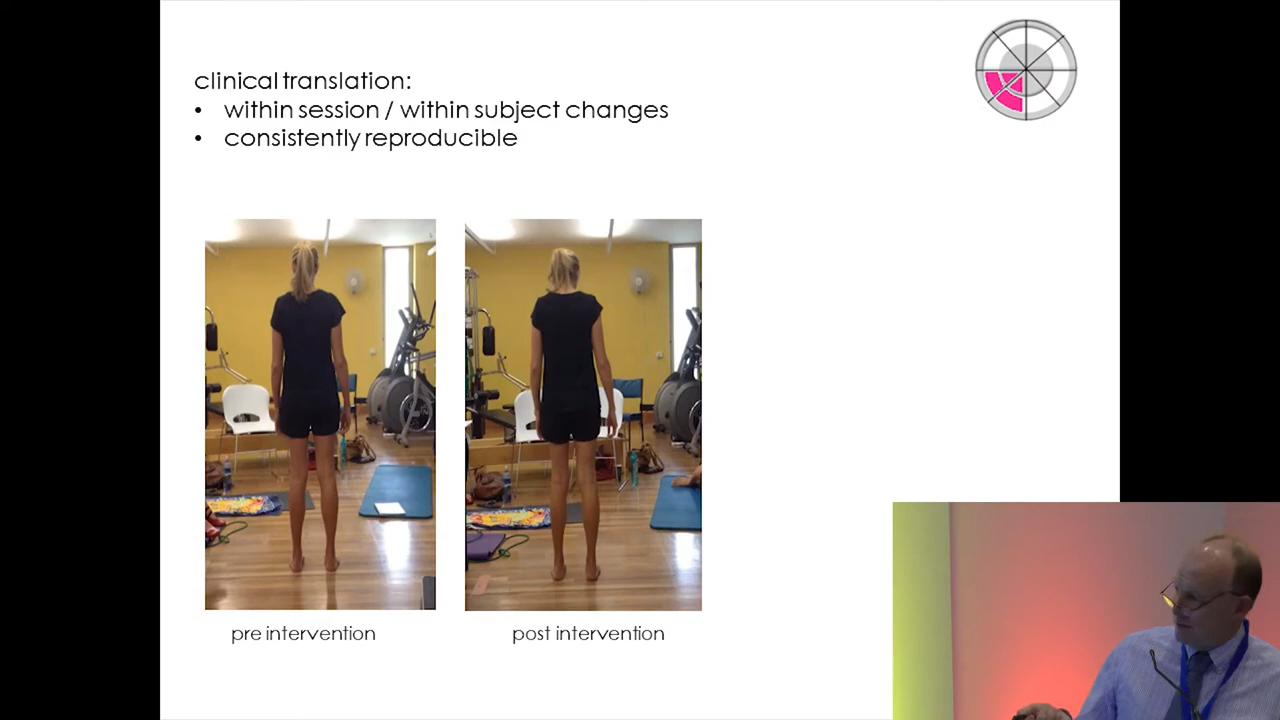 clinical translation:
• within session / within subject changes
• consistently reproducible
pre intervention
post intervention